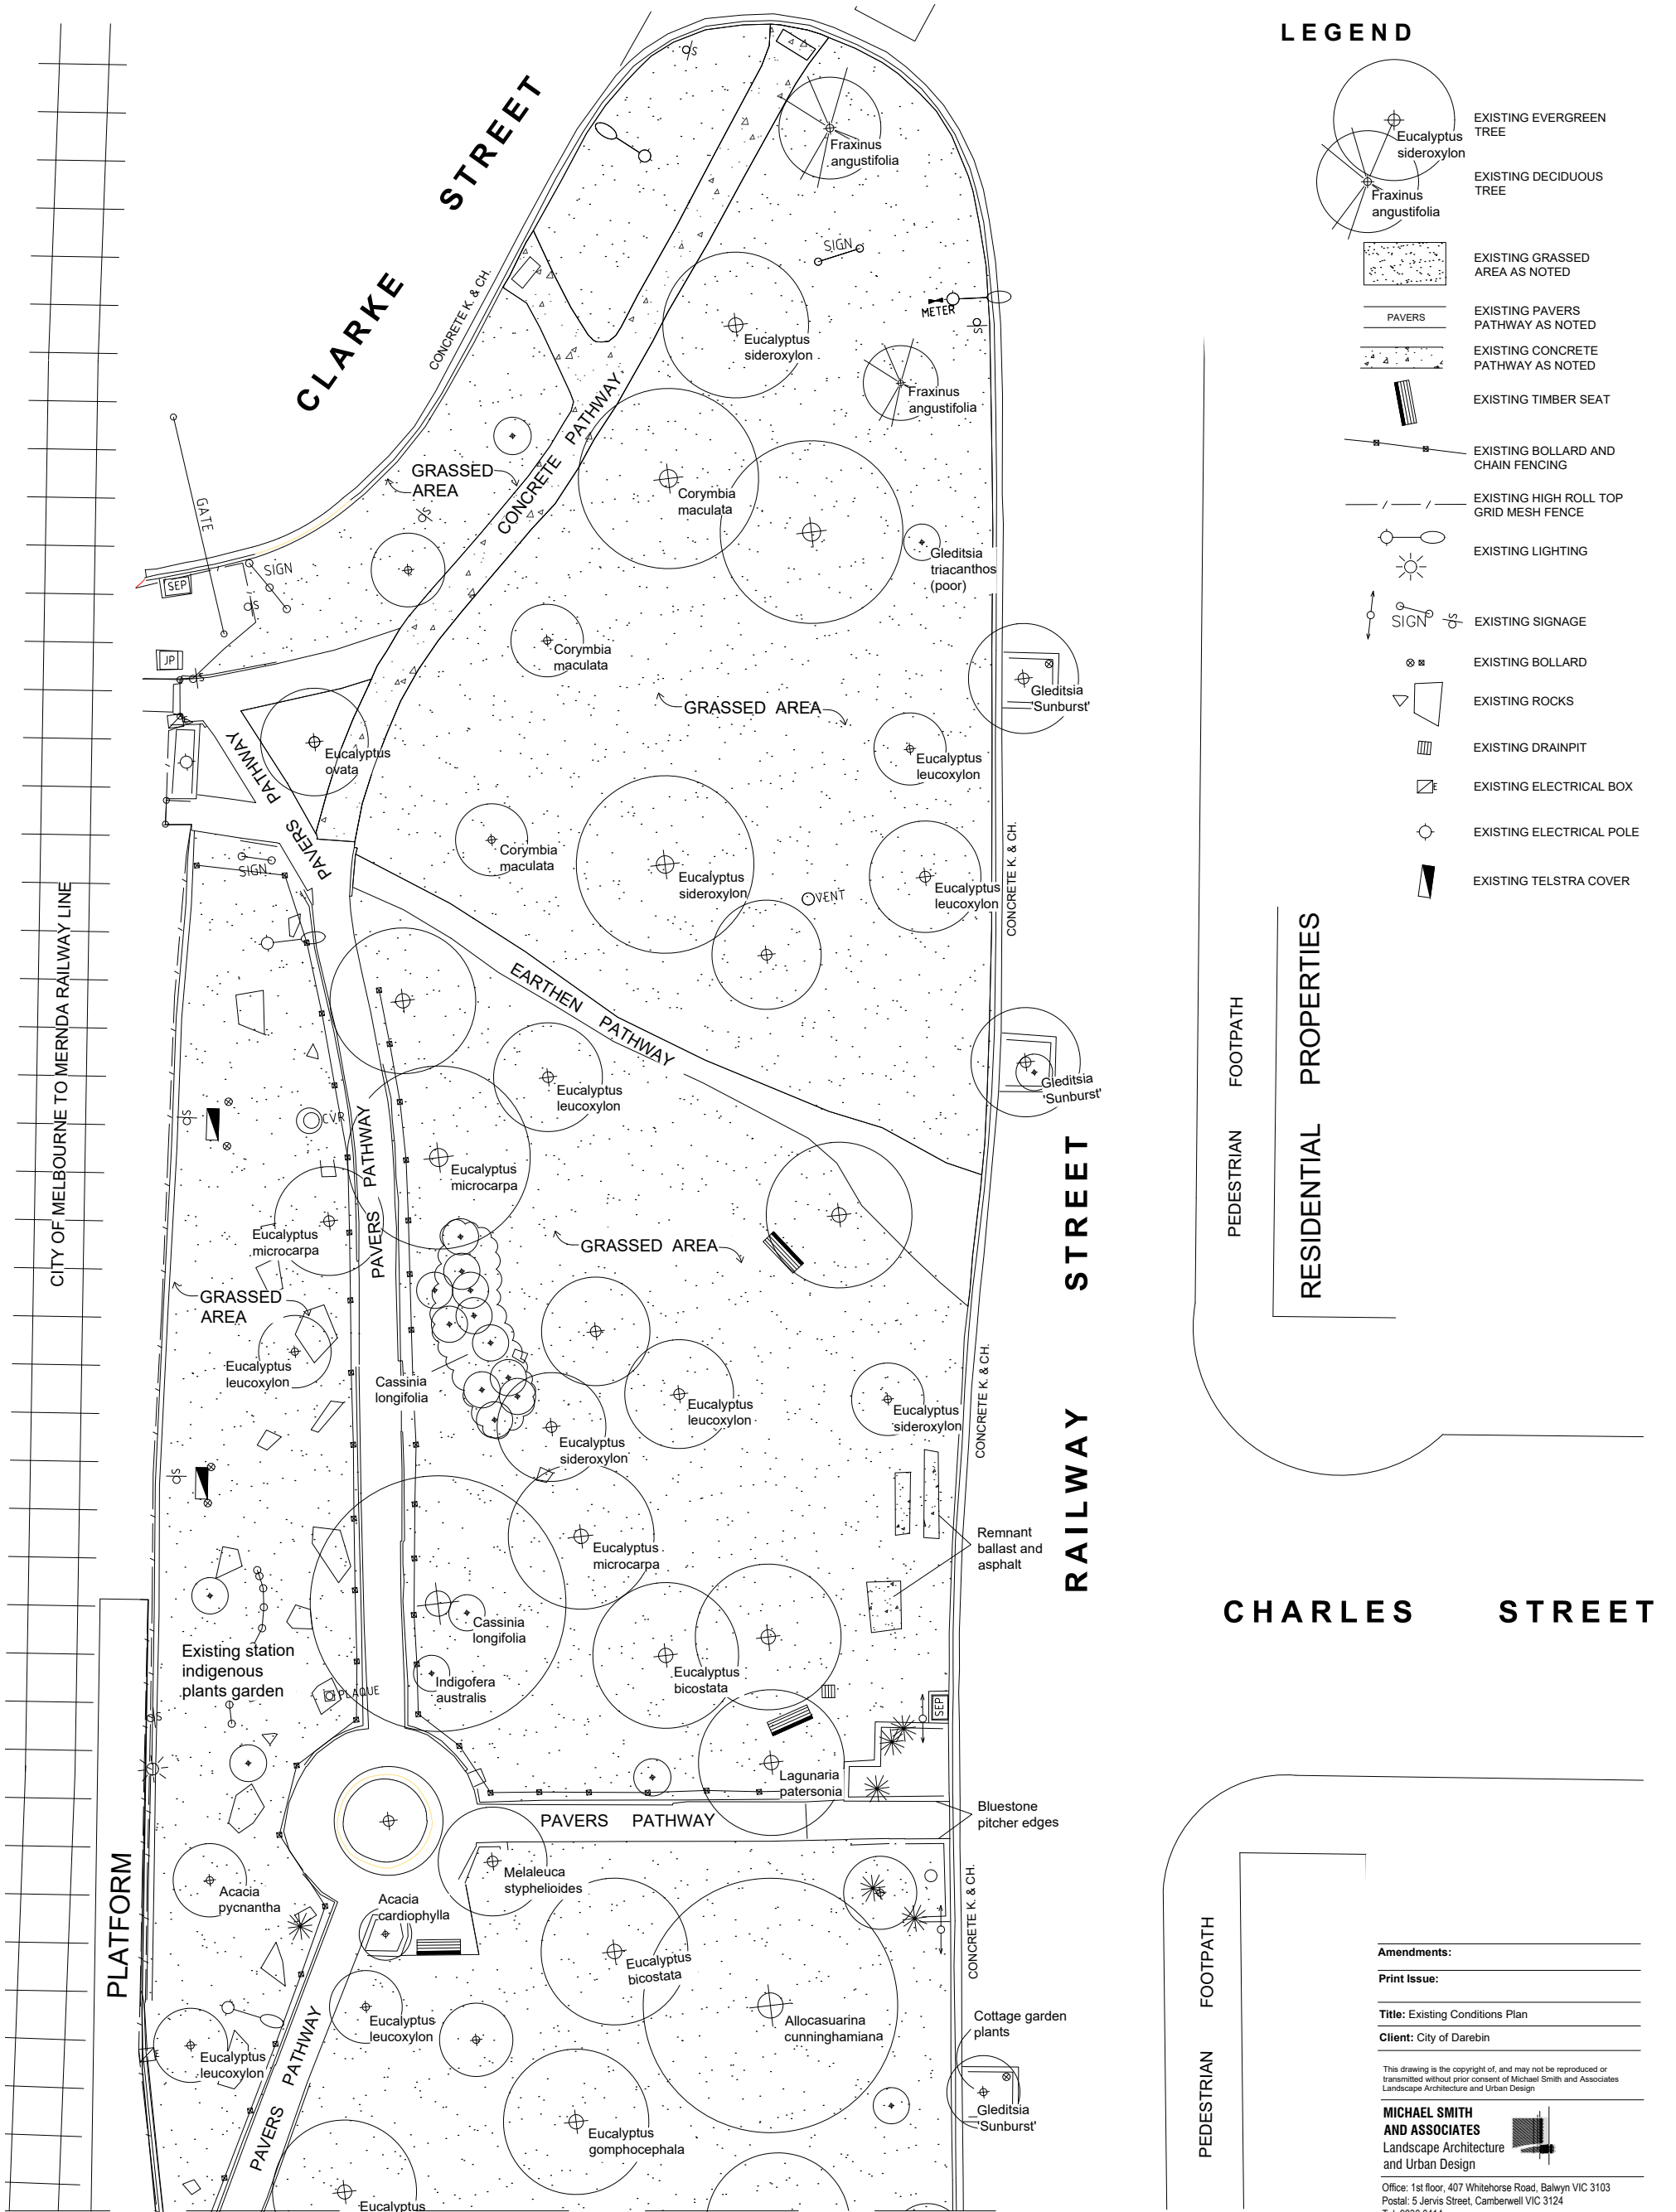 LEGEND
Eucalyptus
sideroxylon
EXISTING EVERGREEN
TREE
Fraxinus
angustifolia
EXISTING DECIDUOUS
TREE
EXISTING GRASSED
AREA AS NOTED
PAVERS
EXISTING PAVERS
PATHWAY AS NOTED
EXISTING CONCRETE
PATHWAY AS NOTED
EXISTING TIMBER SEAT
EXISTING BOLLARD AND
CHAIN FENCING
EXISTING HIGH ROLL TOP
GRID MESH FENCE
EXISTING LIGHTING
SIGN
S
EXISTING SIGNAGE
EXISTING BOLLARD
EXISTING ROCKS
EXISTING DRAINPIT
E
EXISTING ELECTRICAL BOX
EXISTING ELECTRICAL POLE
EXISTING TELSTRA COVER
CLARKE STREET
CONCRETE K. & CH.
S
Fraxinus
angustifolia
SIGN
METER
S
Eucalyptus
sideroxylon
Fraxinus
angustifolia
CONCRETE PATHWAY
GRASSED
AREA
S
Corymbia
maculata
GATE
SIGN
SEP
S
Gleditsia
triacanthos
(poor)
JP
S
Corymbia
maculata
Gleditsia
'Sunburst'
GRASSED AREA
E
Eucalyptus
ovata
PAVERS PATHWAY
Eucalyptus
leucoxylon
Corymbia
maculata
SIGN
Eucalyptus
sideroxylon
VENT
Eucalyptus
leucoxylon
CONCRETE K. & CH.
CITY OF MELBOURNE TO MERNDA RAILWAY LINE
EARTHEN PATHWAY
RESIDENTIAL PROPERTIES
PEDESTRIAN FOOTPATH
Gleditsia
'Sunburst'
Eucalyptus
leucoxylon
S
CVR
PAVERS PATHWAY
Eucalyptus
microcarpa
Eucalyptus
microcarpa
GRASSED AREA
RAILWAY STREET
GRASSED
AREA
Eucalyptus
leucoxylon
Cassinia
longifolia
Eucalyptus
leucoxylon
Eucalyptus
sideroxylon
CONCRETE K. & CH.
Eucalyptus
sideroxylon
S
Eucalyptus
microcarpa
Remnant
ballast and
asphalt
CHARLES STREET
Cassinia
longifolia
Existing station
indigenous
plants garden
Indigofera
australis
Eucalyptus
bicostata
PLAQUE
S
SEP
Lagunaria
patersonia
PAVERS PATHWAY
Bluestone
pitcher edges
Melaleuca
styphelioides
PLATFORM
Acacia
pycnantha
Acacia
cardiophylla
Eucalyptus
bicostata
CONCRETE K. & CH.
Allocasuarina
cunninghamiana
Cottage garden
plants
Eucalyptus
leucoxylon
Eucalyptus
leucoxylon
E
PAVERS PATHWAY
Gleditsia
'Sunburst'
Eucalyptus
gomphocephala
Eucalyptus
PEDESTRIAN FOOTPATH
Amendments:
Print Issue:
Title: Existing Conditions Plan
Client: City of Darebin
This drawing is the copyright of, and may not be reproduced or
transmitted without prior consent of Michael Smith and Associates
Landscape Architecture and Urban Design
MICHAEL SMITH
AND ASSOCIATES
Landscape Architecture
and Urban Design
Office: 1st floor, 407 Whitehorse Road, Balwyn VIC 3103
Postal: 5 Jervis Street, Camberwell VIC 3124